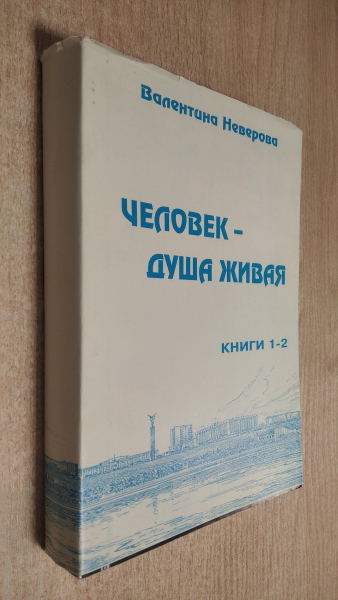 Валентина Неверова
ЧЕЛОВЕК –
ДУША ЖИВАЯ
КНИГИ 1-2